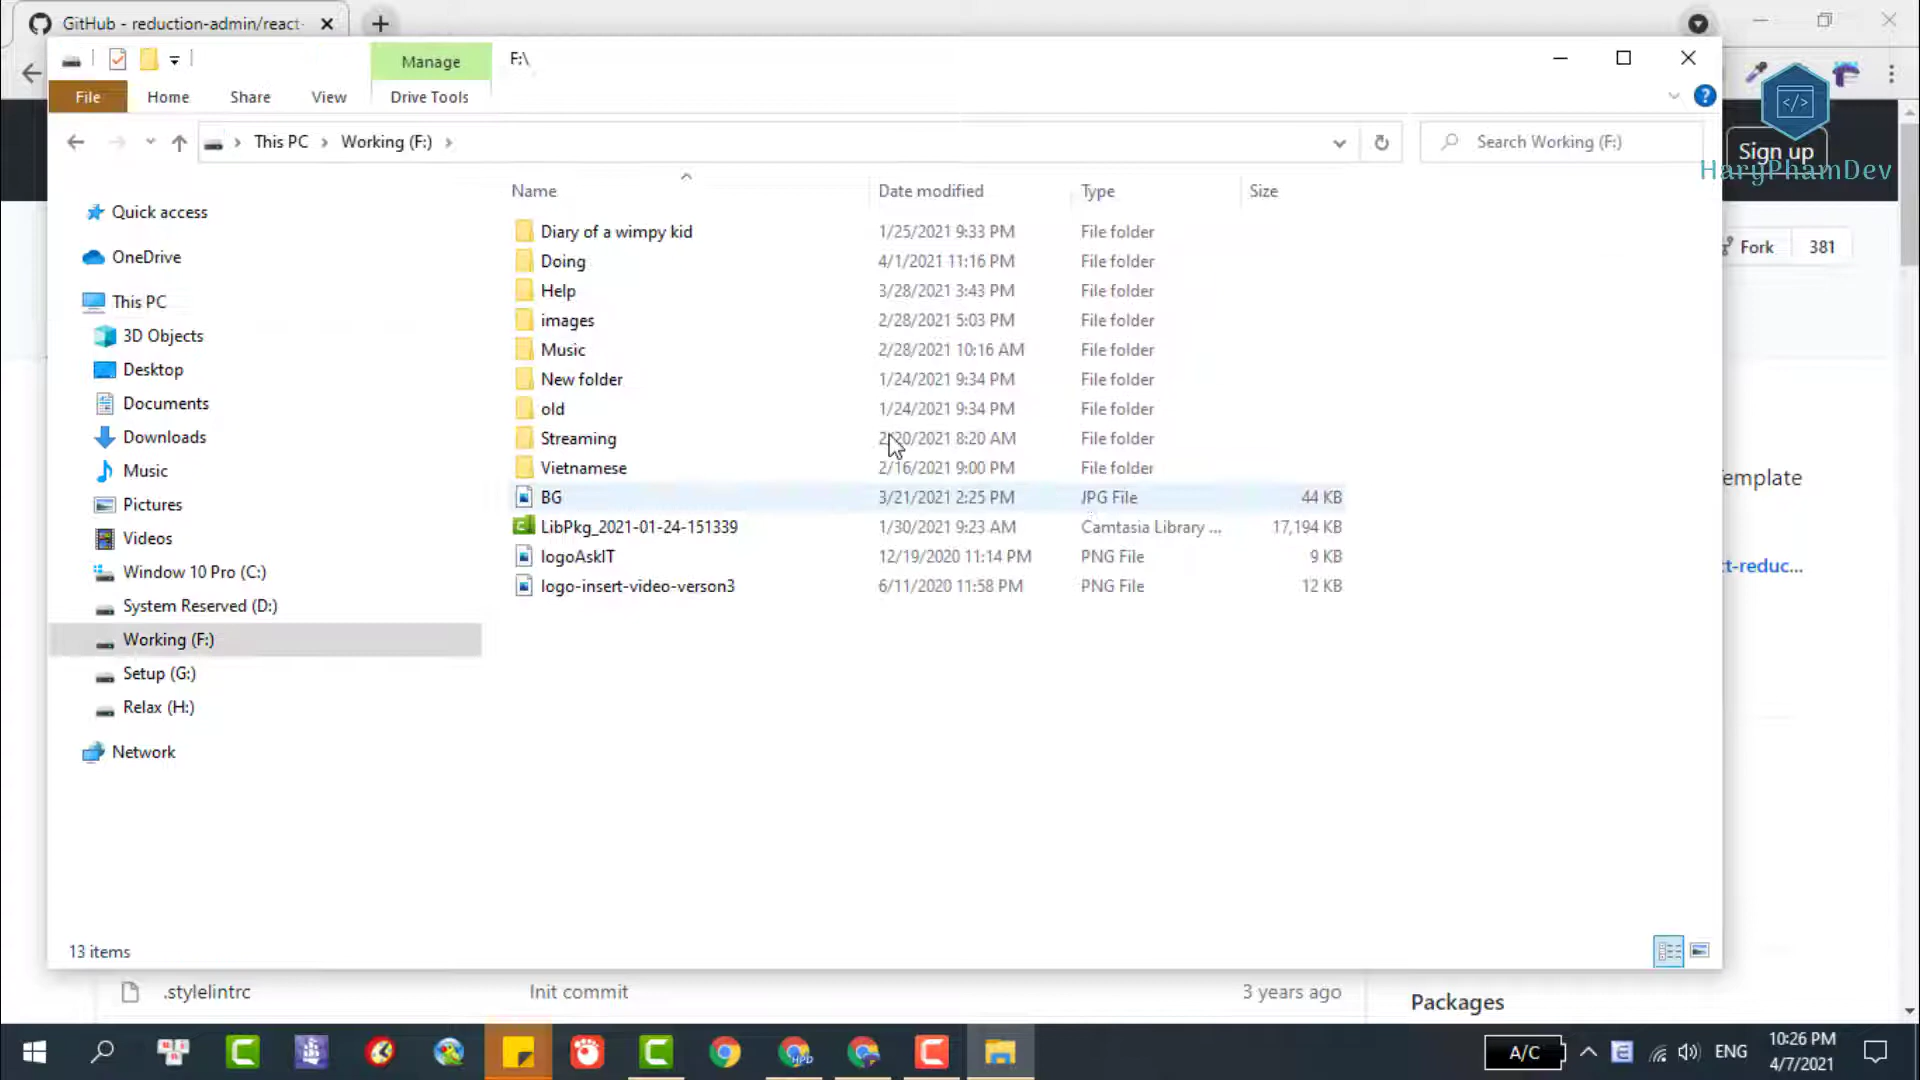 GitHub - reduction-admin/react-
Manage
F:\
File
Home
Share
View
Drive Tools
This PC
Working (F:)
Search Working (F:)
Sign up
HaryPhamDev
Name
Date modified
Type
Size
Quick access
OneDrive
This PC
3D Objects
Desktop
Documents
Downloads
Music
Pictures
Videos
Window 10 Pro (C:)
System Reserved (D:)
Working (F:)
Setup (G:)
Relax (H:)
Network
Diary of a wimpy kid 1/25/2021 9:33 PM File folder
Doing 4/1/2021 11:16 PM File folder
Help 3/28/2021 3:43 PM File folder
images 2/28/2021 5:03 PM File folder
Music 2/28/2021 10:16 AM File folder
New folder 1/24/2021 9:34 PM File folder
old 1/24/2021 9:34 PM File folder
Streaming 2/20/2021 8:20 AM File folder
Vietnamese 2/16/2021 9:00 PM File folder
BG 3/21/2021 2:25 PM JPG File 44 KB
LibPkg_2021-01-24-151339 1/30/2021 9:23 AM Camtasia Library ... 17,194 KB
logoAskIT 12/19/2020 11:14 PM PNG File 9 KB
logo-insert-video-verson3 6/11/2020 11:58 PM PNG File 12 KB
Fork 381
emplate
ct-reduc...
13 items
.stylelintrc Init commit 3 years ago
Packages
A/C
ENG
10:26 PM
4/7/2021